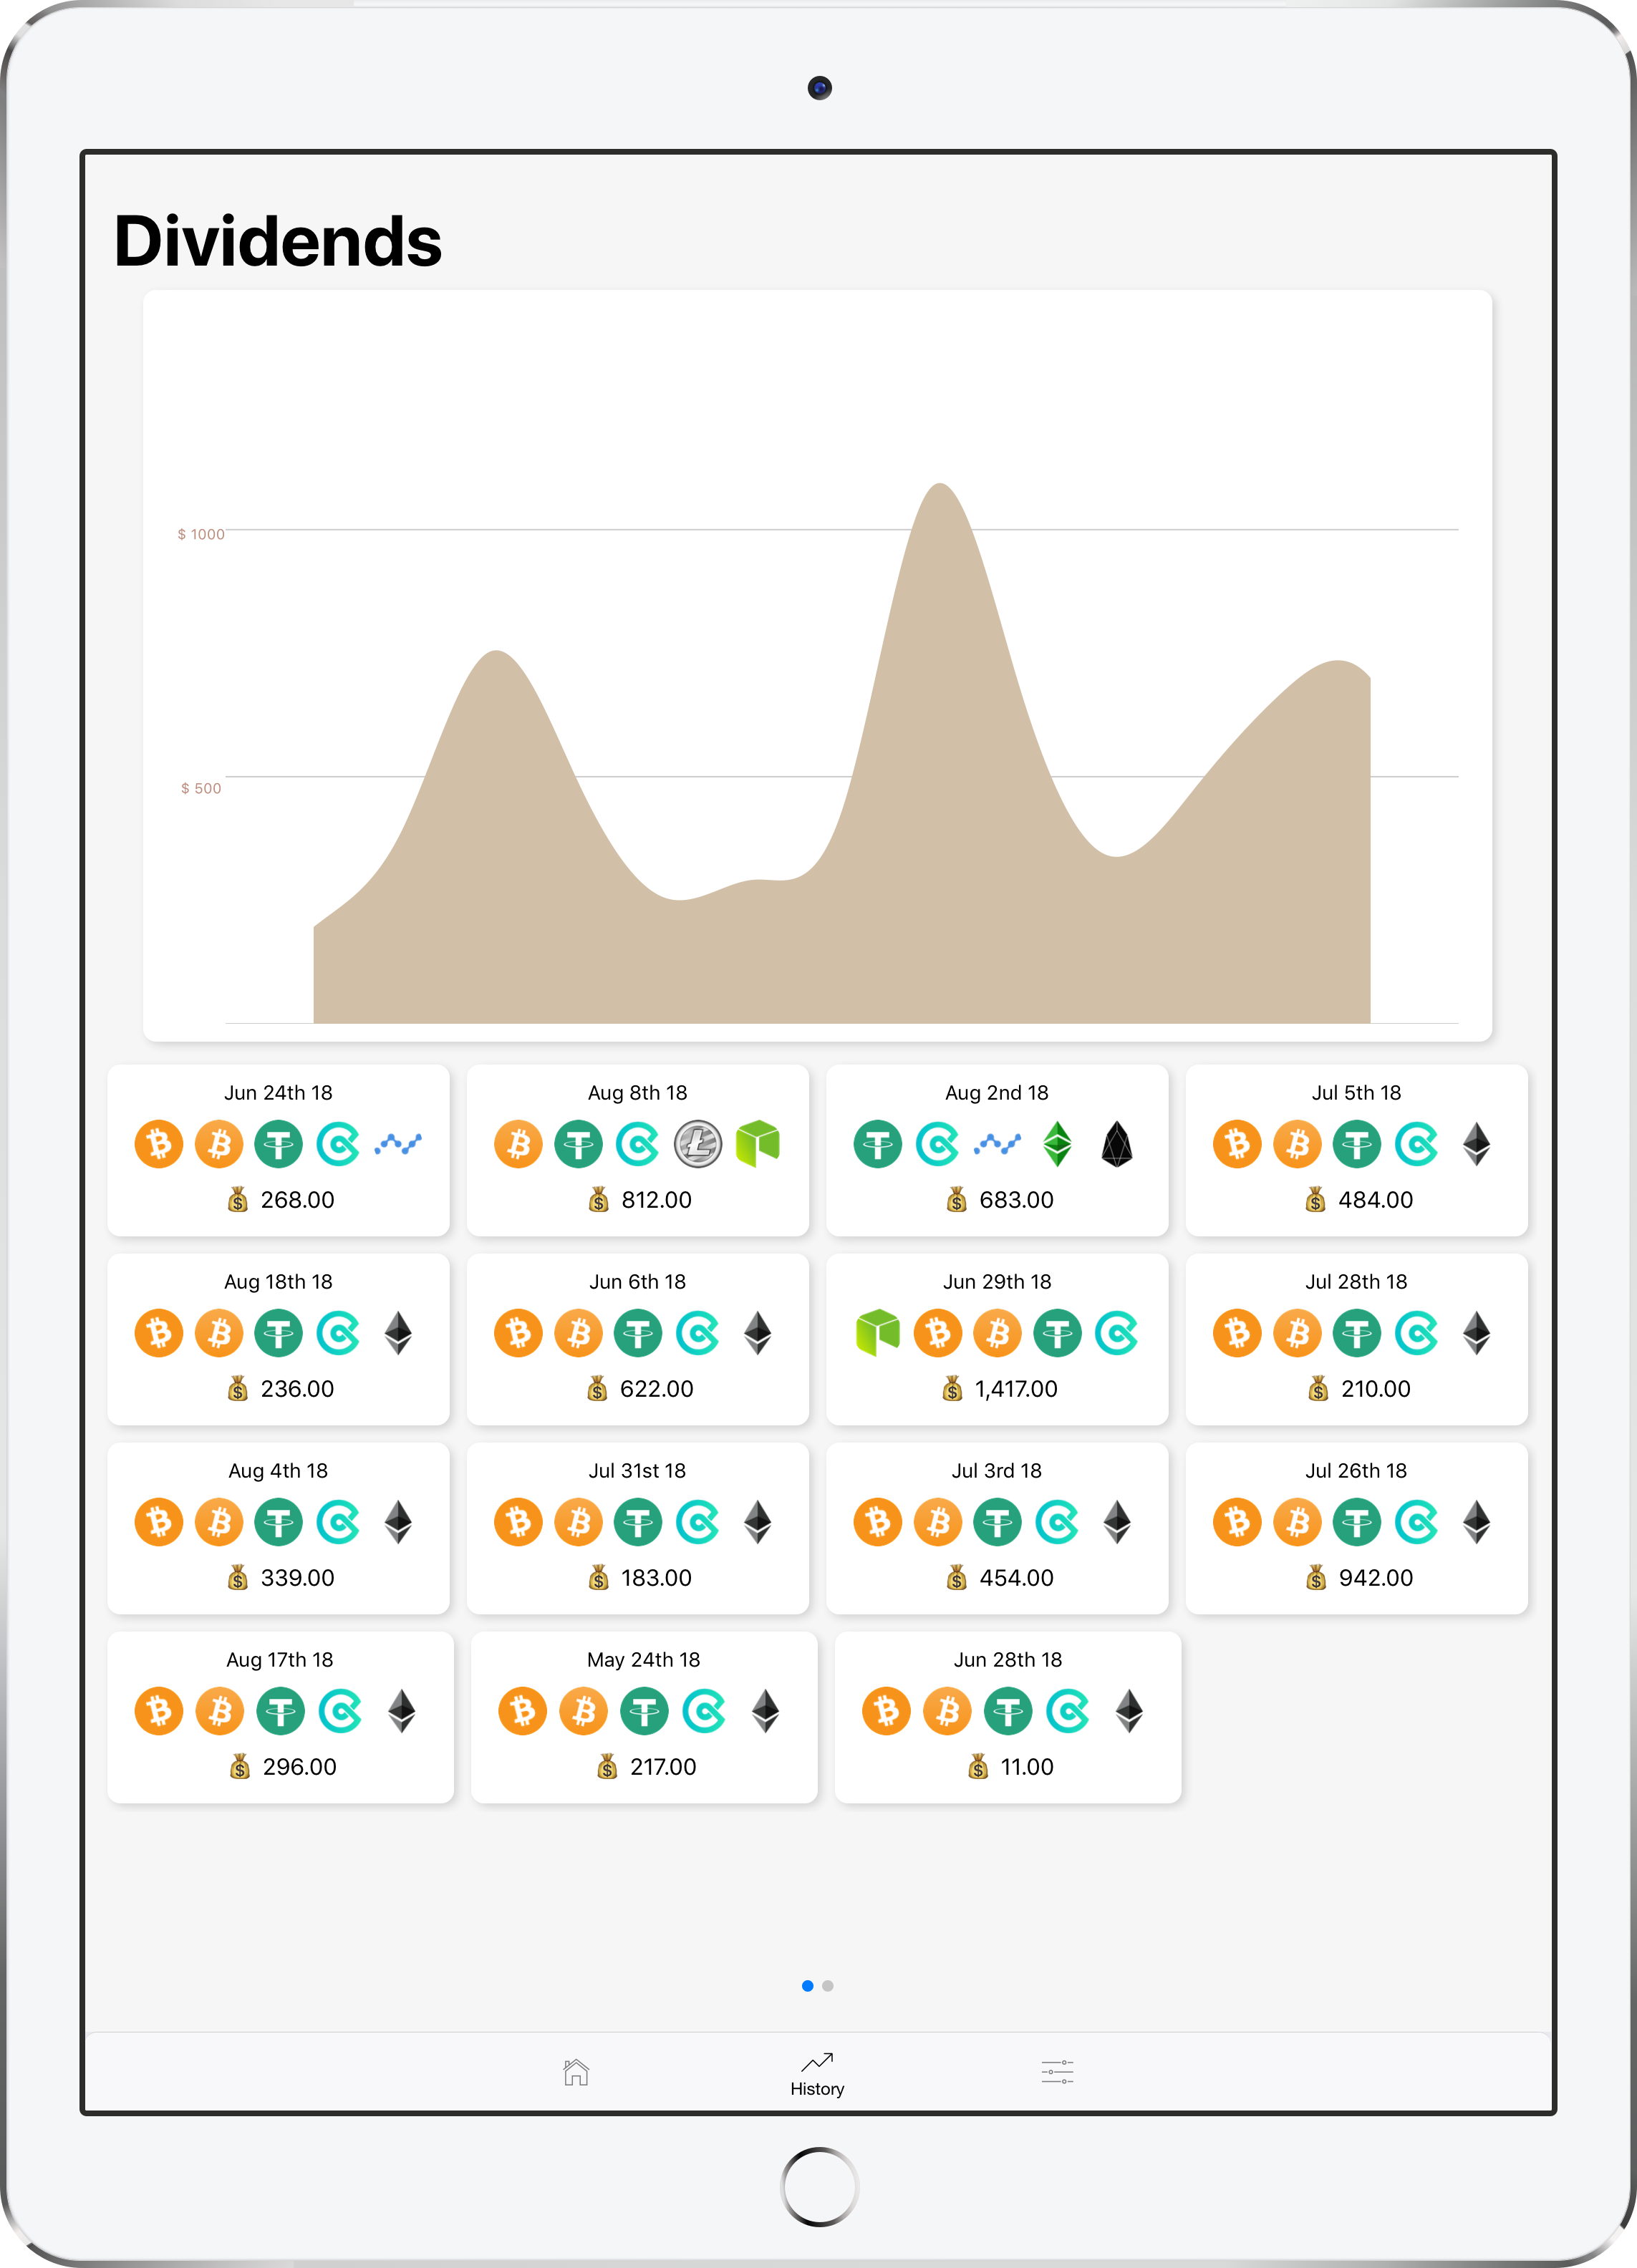 Dividends
$ 1000
$ 500
Jun 24th 18
268.00
Aug 8th 18
812.00
Aug 2nd 18
683.00
Jul 5th 18
484.00
Aug 18th 18
236.00
Jun 6th 18
622.00
Jun 29th 18
1,417.00
Jul 28th 18
210.00
Aug 4th 18
339.00
Jul 31st 18
183.00
Jul 3rd 18
454.00
Jul 26th 18
942.00
Aug 17th 18
296.00
May 24th 18
217.00
Jun 28th 18
11.00
History